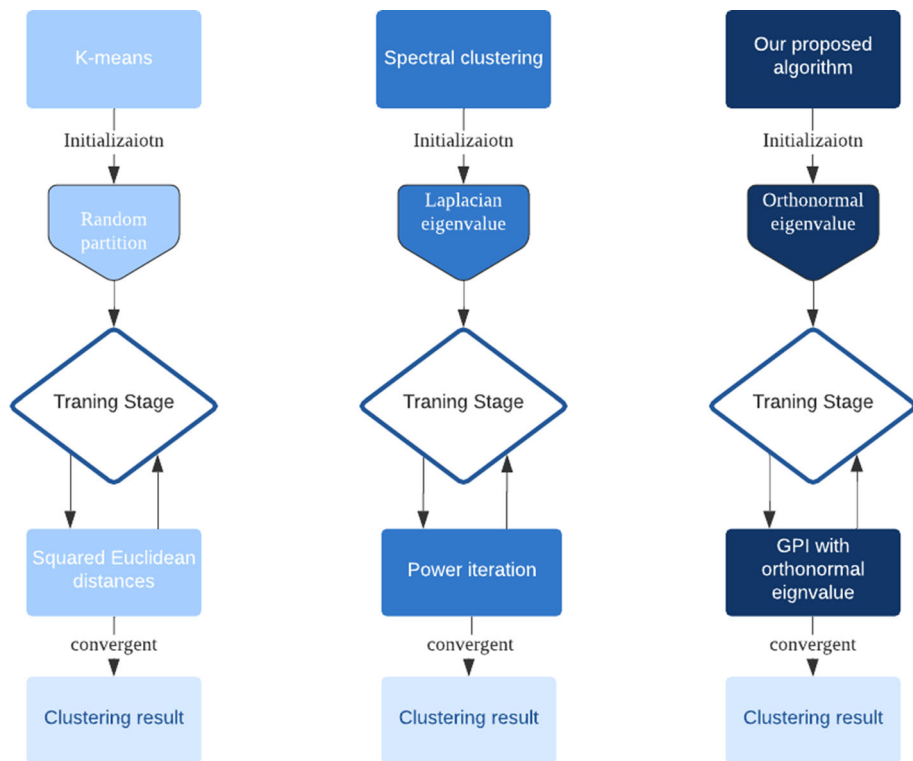 K-means
Initializaiotn
Random
partition
Traning Stage
Squared Euclidean
distances
convergent
Clustering result
Spectral clustering
Initializaiotn
Laplacian
eigenvalue
Traning Stage
Power iteration
convergent
Clustering result
Our proposed
algorithm
Initializaiotn
Orthonormal
eigenvalue
Traning Stage
GPI with
orthonormal
eignvalue
convergent
Clustering result